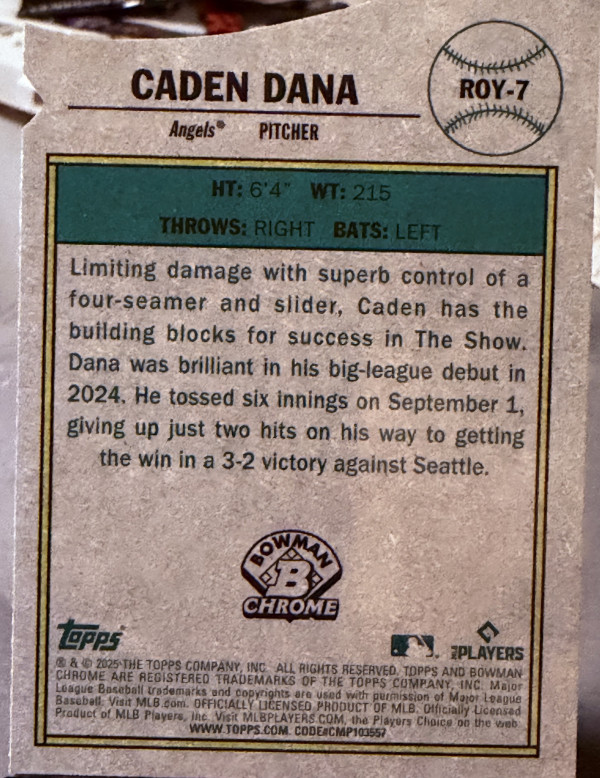 CADEN DANA
ROY-7
Angels® PITCHER
HT: 6'4" WT: 215
THROWS: RIGHT BATS: LEFT
Limiting damage with superb control of a
four-seamer and slider, Caden has the
building blocks for success in The Show.
Dana was brilliant in his big-league debut in
2024. He tossed six innings on September 1,
giving up just two hits on his way to getting
the win in a 3-2 victory against Seattle.
BOWMAN
B
CHROME
Topps®
PLAYERS
® & © 2025 THE TOPPS COMPANY, INC. ALL RIGHTS RESERVED. TOPPS AND BOWMAN
CHROME ARE REGISTERED TRADEMARKS OF THE TOPPS COMPANY, INC. Major
League Baseball trademarks and copyrights are used with permission of Major League
Baseball. Visit MLB.com. OFFICIALLY LICENSED PRODUCT OF MLB. Officially Licensed
Product of MLB Players, Inc. Visit MLBPLAYERS.COM, the Players Choice on the web.
WWW.TOPPS.COM. CODE#CMP103557